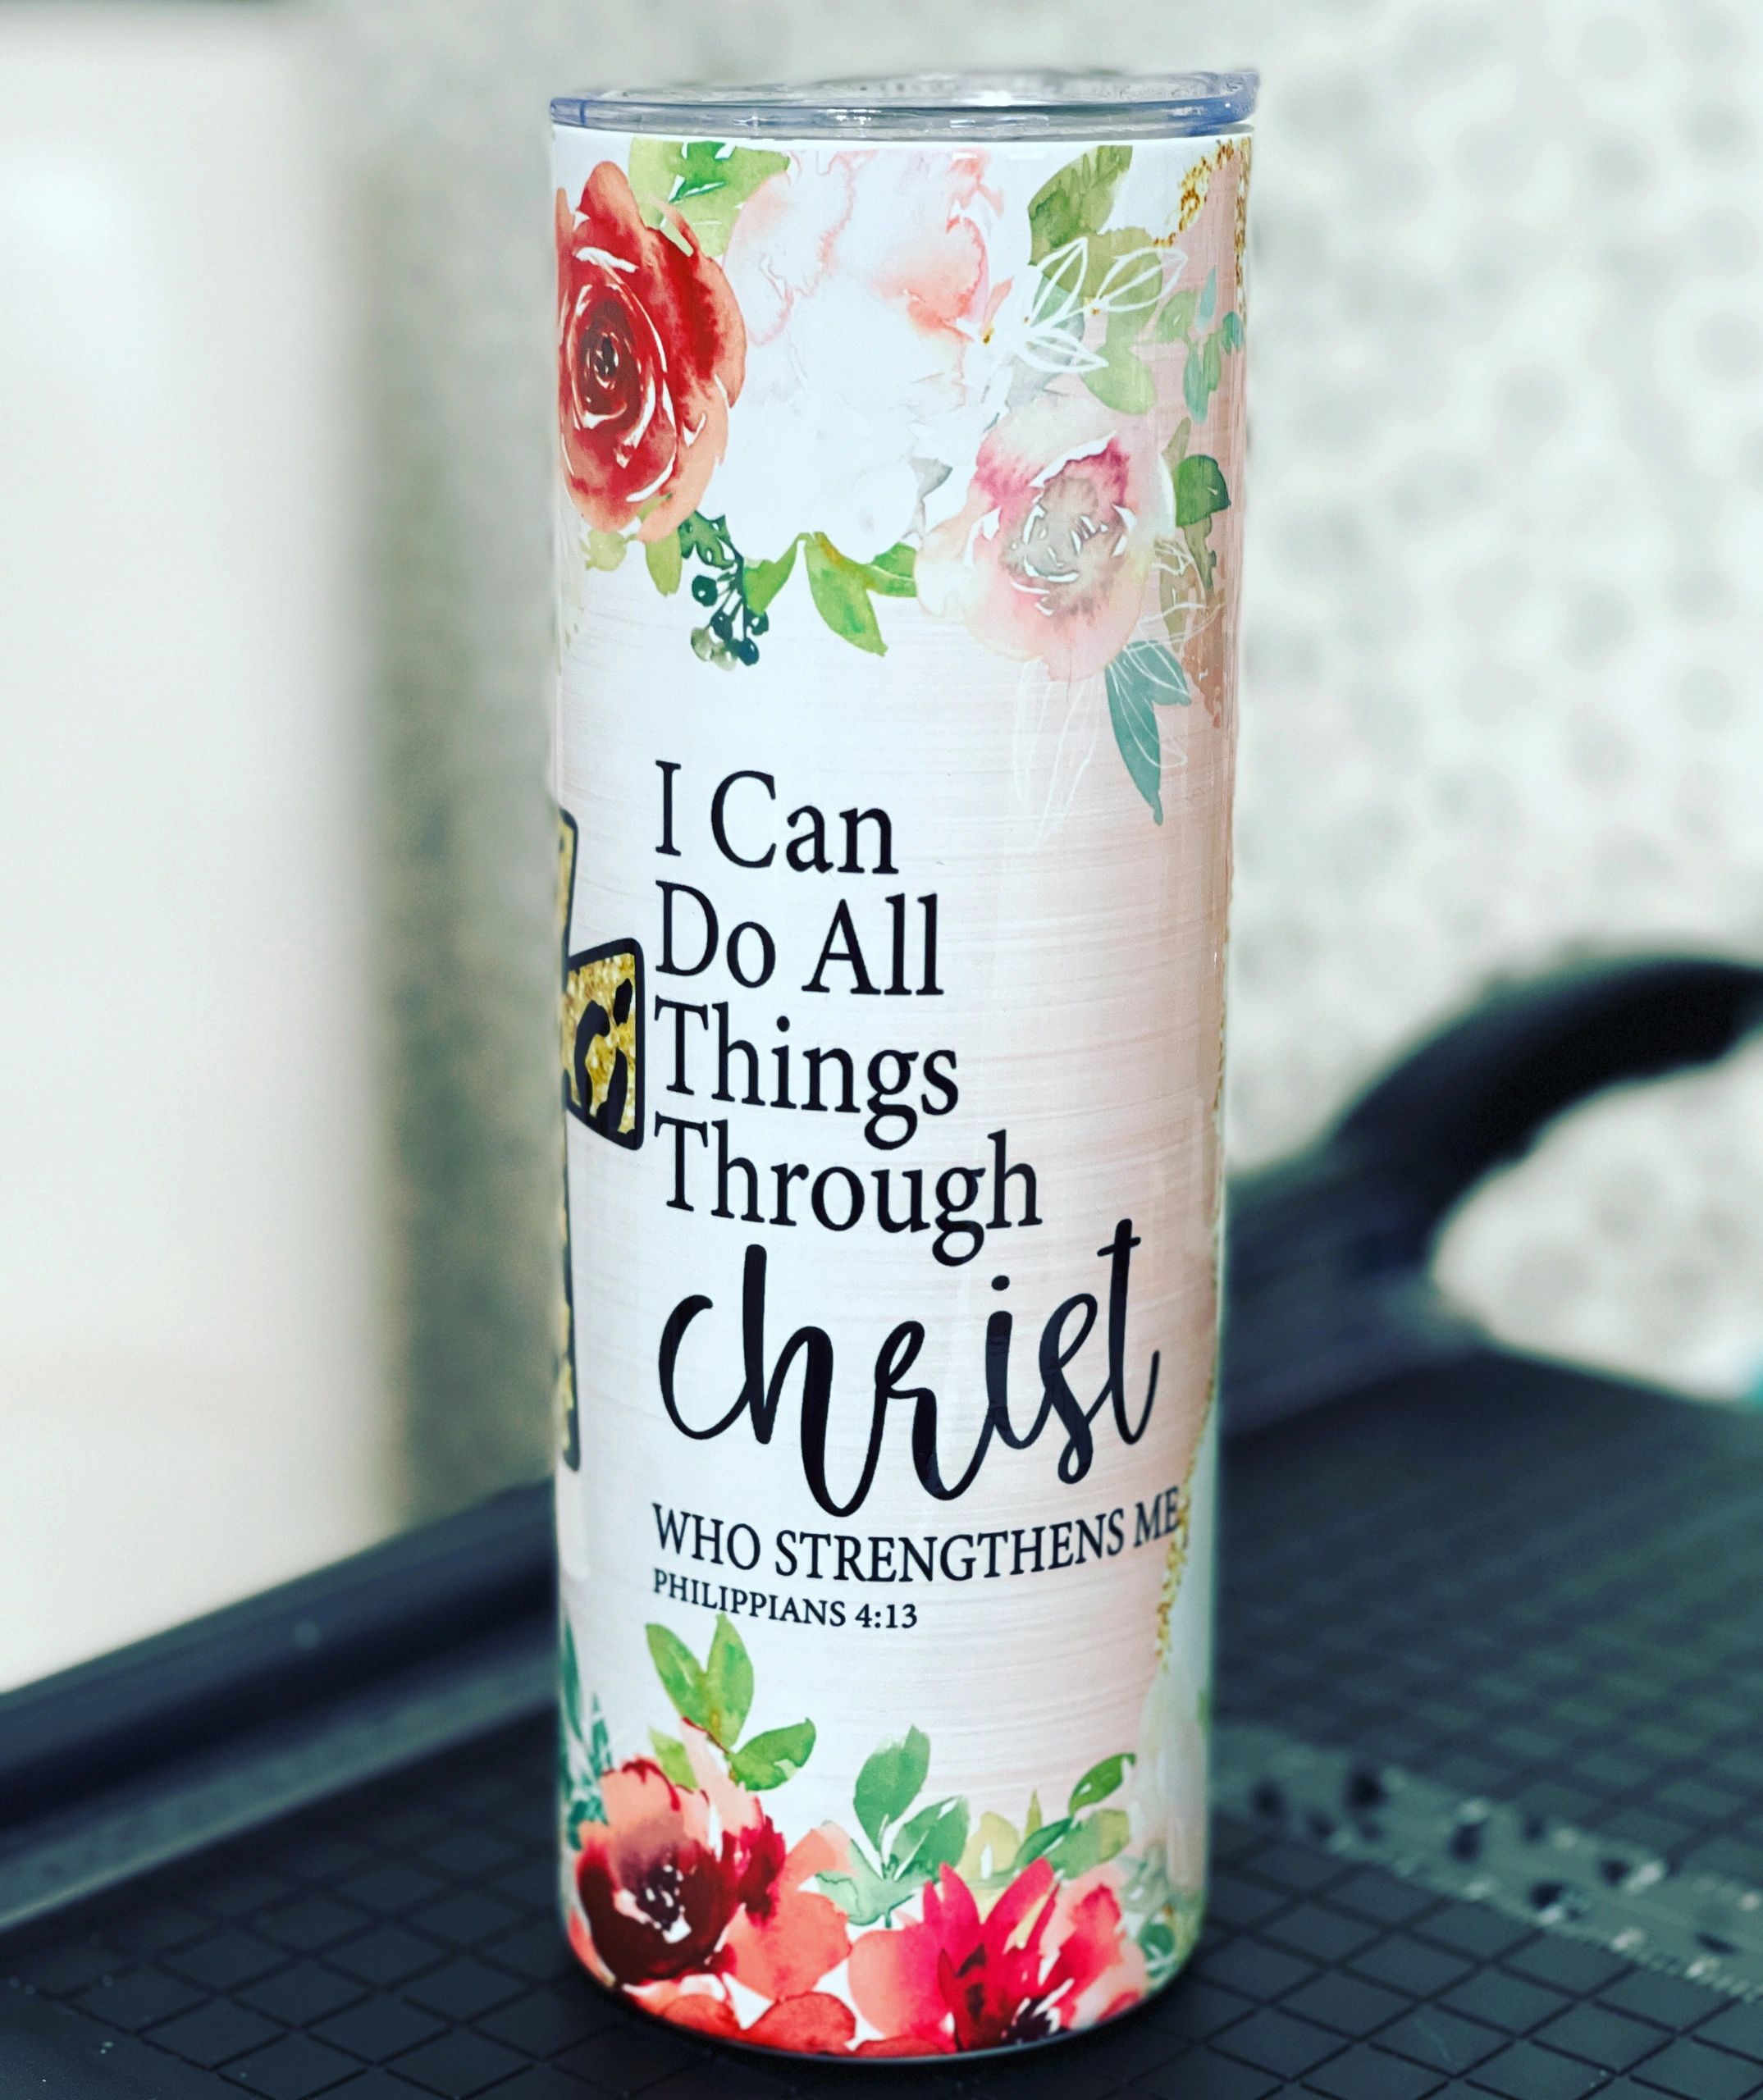 I Can
Do All
Things
Through
christ
WHO STRENGTHENS ME
PHILIPPIANS 4:13